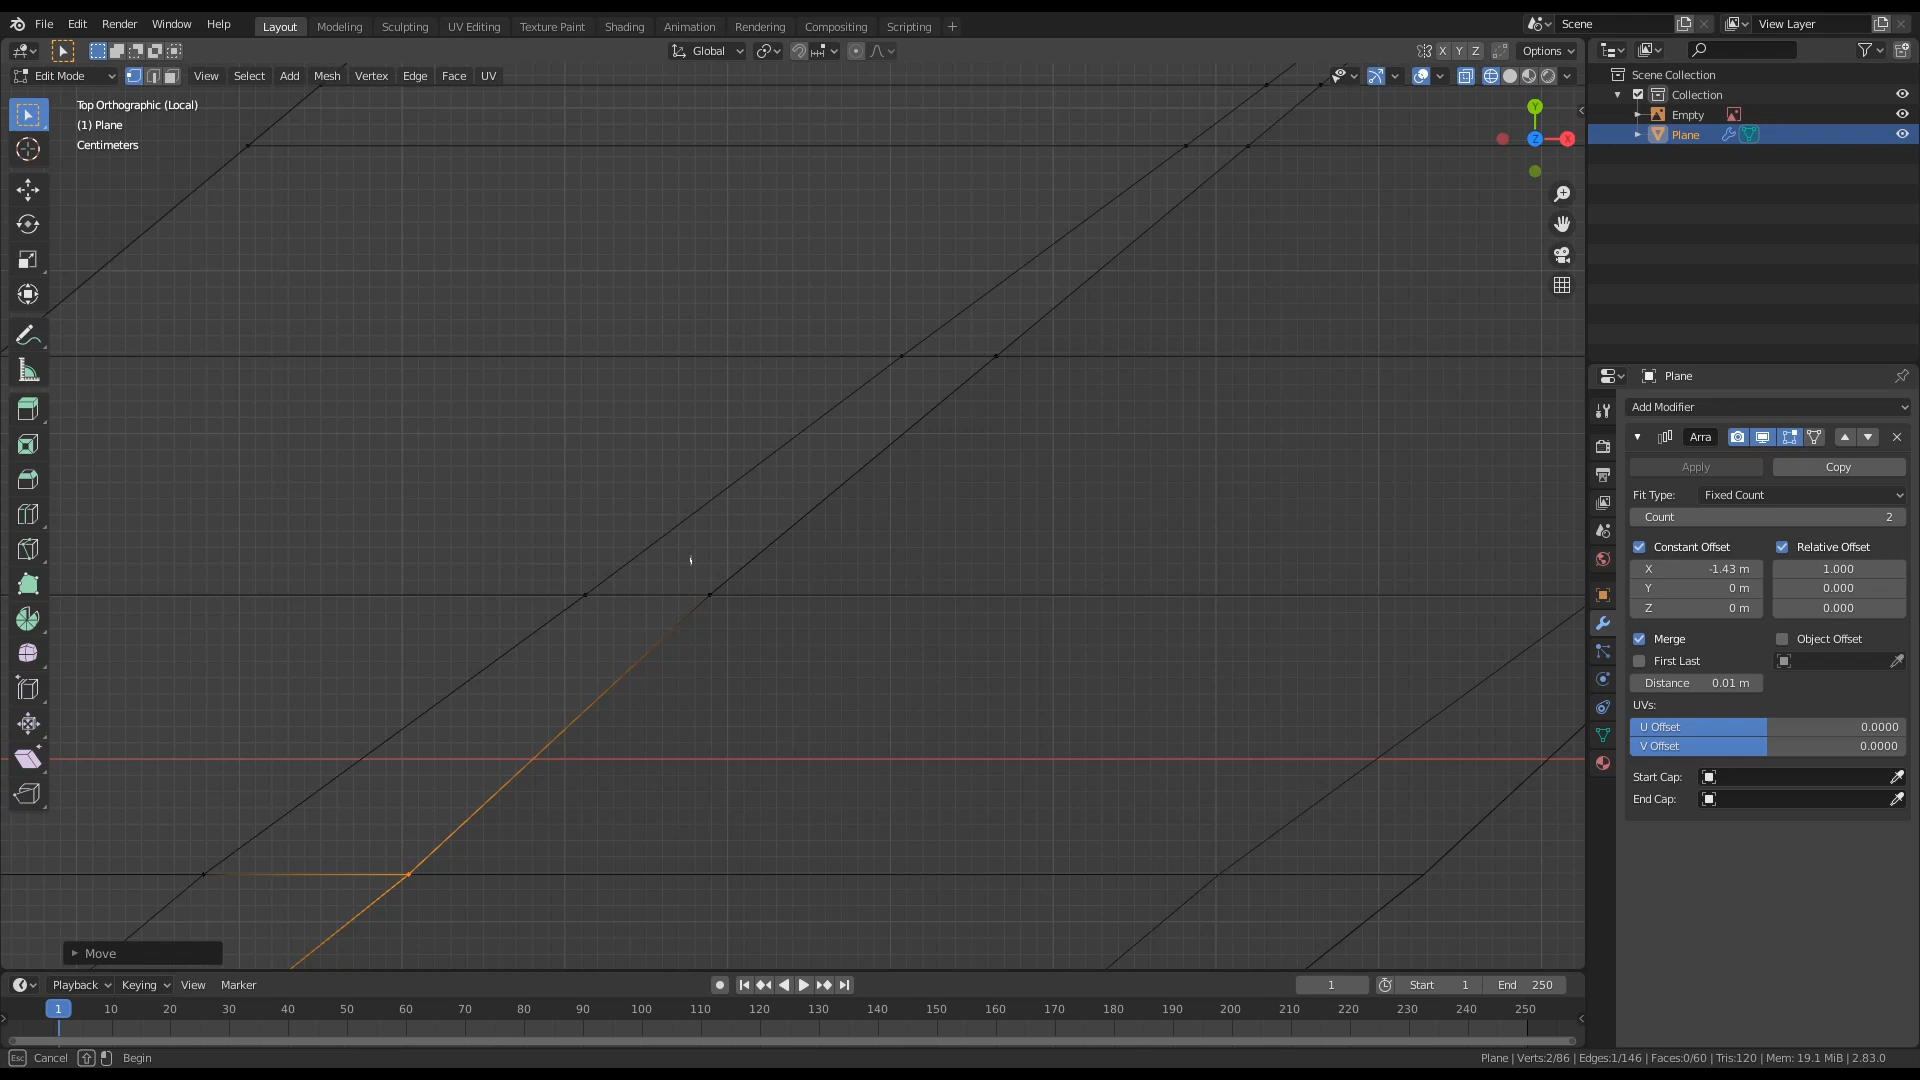 File Edit Render Window Help Layout Modeling Sculpting UV Editing Texture Paint Shading Animation Rendering Compositing Scripting + Scene View Layer
Global X Y Z Options
Edit Mode View Select Add Mesh Vertex Edge Face UV
Top Orthographic (Local)
(1) Plane
Centimeters
Y
Z X
Scene Collection
Collection
Empty
Plane
Plane
Add Modifier
Arra
Apply Copy
Fit Type: Fixed Count
Count 2
Constant Offset Relative Offset
X -1.43 m 1.000
Y 0 m 0.000
Z 0 m 0.000
Merge Object Offset
First Last
Distance 0.01 m
UVs:
U Offset 0.0000
V Offset 0.0000
Start Cap:
End Cap:
Move
Playback Keying View Marker 1 Start 1 End 250
1 10 20 30 40 50 60 70 80 90 100 110 120 130 140 150 160 170 180 190 200 210 220 230 240 250
Esc Cancel Begin Plane | Verts:2/86 | Edges:1/146 | Faces:0/60 | Tris:120 | Mem: 19.1 MiB | 2.83.0